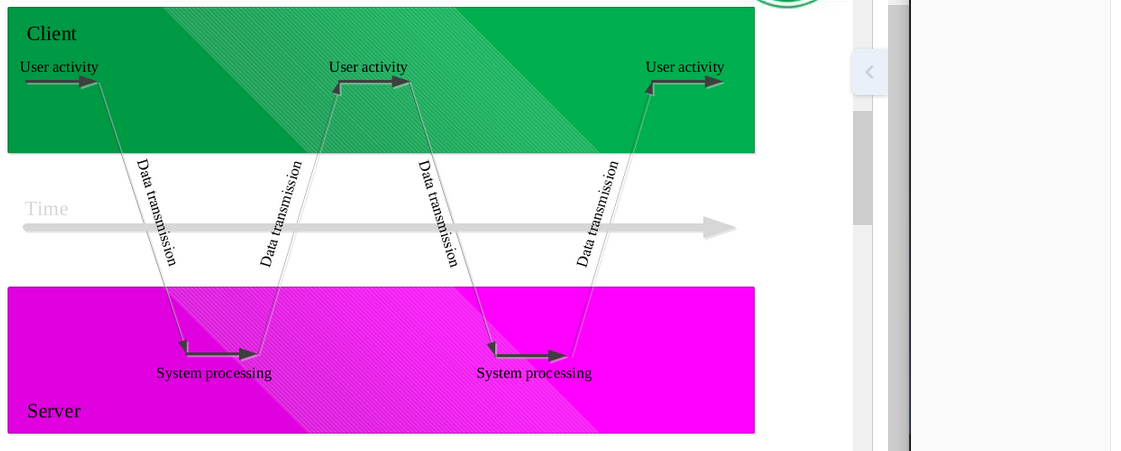 Client
User activity
User activity
User activity
Data transmission
Data transmission
Data transmission
Data transmission
Time
System processing
System processing
Server